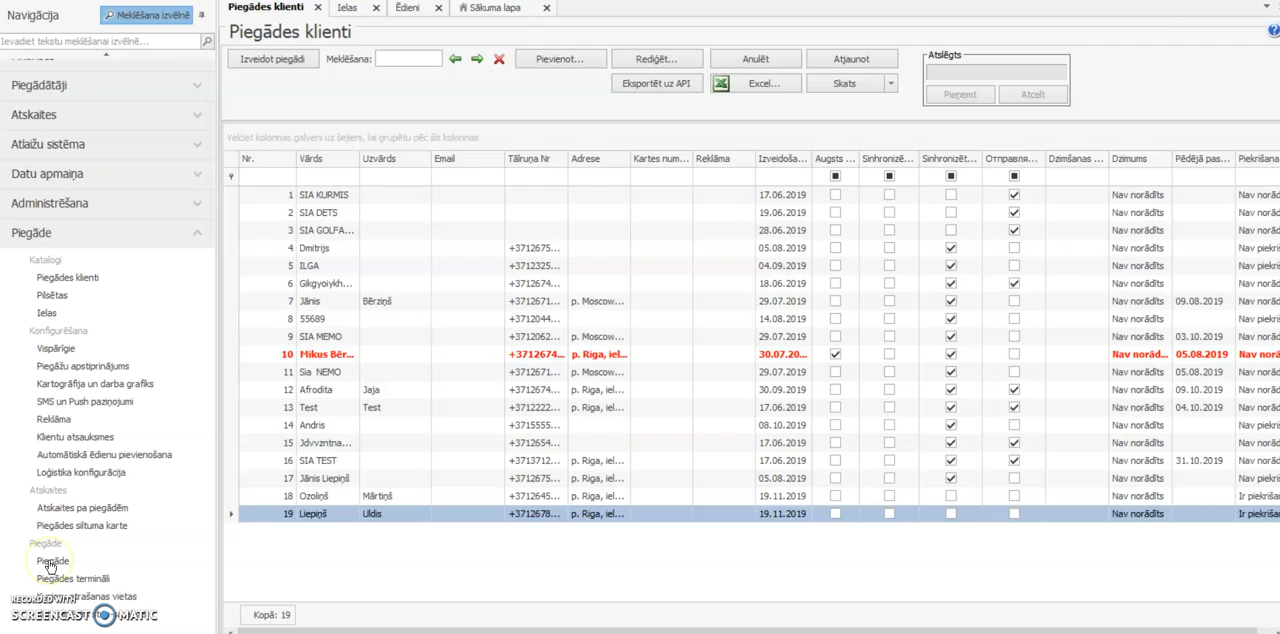 Navigācija
Meklēšana izvēlnē
Ievadiet tekstu meklēšanai izvēlnē...
Piegādātāji
Atskaites
Atlaižu sistēma
Datu apmaiņa
Administrēšana
Piegāde
Katalogi
Piegādes klienti
Pilsētas
Ielas
Konfigurēšana
Vispārīgie
Piegāžu apstiprinājums
Kartogrāfija un darba grafiks
SMS un Push paziņojumi
Reklāma
Klientu atsauksmes
Automātiskā ēdienu pievienošana
Loģistika konfigurācija
Atskaites
Atskaites pa piegādēm
Piegādes siltuma karte
Piegāde
Piegāde
Piegādes termināli
RECORDED WITH
SCREENCAST MATIC
Piegādes klienti
Ielas
Ēdieni
Sākuma lapa
Piegādes klienti
Izveidot piegādi
Meklēšana:
Pievienot...
Rediģēt...
Anulēt
Atjaunot
Eksportēt uz API
Excel...
Skats
Atslēgts
Pieņemt
Atcelt
Velciet kolonnas galveni uz šejieni, lai grupētu pēc šīs kolonnas
Nr. Vārds Uzvārds Email Tālruņa Nr Adrese Kartes num... Reklāma Izveidoša... Augsts ... Sinhronizē... Sinhronizēt... Отправля... Dzimšanas ... Dzimums Pēdējā pas... Piekrišana
1 SIA KURMIS 17.06.2019 Nav norādīts Nav no
2 SIA DETS 19.06.2019 Nav norādīts Nav no
3 SIA GOLFA... 28.06.2019 Nav norādīts Nav no
4 Dmitrijs +3712675... 05.08.2019 Nav norādīts Nav piekri
5 ILGA +3712325... 04.09.2019 Nav norādīts Nav piekri
6 Gikgyoiykh... +3712674... 18.06.2019 Nav norādīts Nav no
7 Jānis Bērziņš +3712671... p. Moscow... 29.07.2019 Nav norādīts 09.08.2019 Nav no
8 55689 +3712044... 14.08.2019 Nav norādīts Nav piekri
9 SIA MEMO +3712062... p. Moscow... 29.07.2019 Nav norādīts 03.10.2019 Nav no
10 Mikus Bēr... +3712674... p. Riga, iel... 30.07.20... Nav norād... 05.08.2019 Nav no
11 Sia NEMO +3712671... p. Moscow... 29.07.2019 Nav norādīts 05.08.2019 Nav no
12 Afrodita Jaja +3712674... p. Riga, iel... 30.09.2019 Nav norādīts 09.10.2019 Nav no
13 Test Test +3712222... p. Riga, iel... 17.06.2019 Nav norādīts 04.10.2019 Nav no
14 Andris +3715555... 08.10.2019 Nav norādīts Nav no
15 Jdvvzntna... +3712654... 17.06.2019 Nav norādīts Nav no
16 SIA TEST +3713712... p. Riga, iel... 17.06.2019 Nav norādīts 31.10.2019 Nav no
17 Jānis Liepiņš +3712675... p. Riga, iel... 05.08.2019 Nav norādīts Nav piekri
18 Ozoliņš Mārtiņš +3712645... p. Riga, iel... 19.11.2019 Nav norādīts Ir piekriša
19 Liepiņš Uldis +3712678... p. Riga, iel... 19.11.2019 Nav norādīts Ir piekriša
Kopā: 19